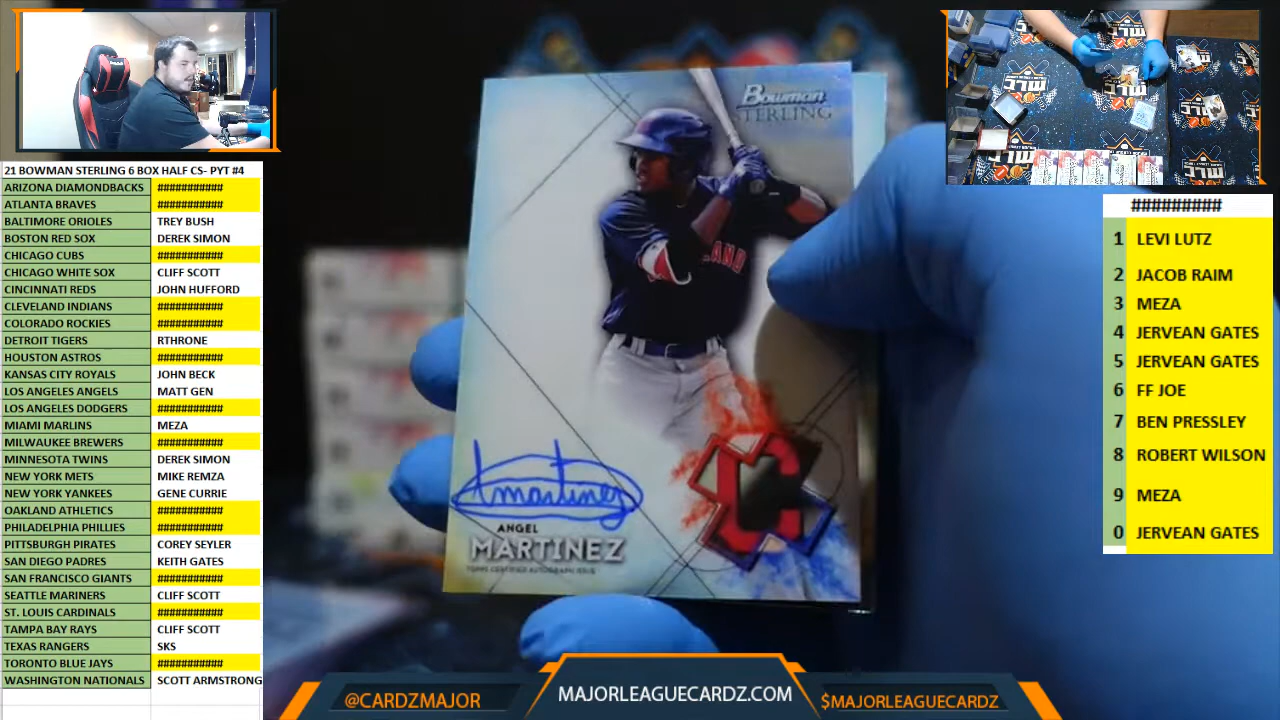 21 BOWMAN STERLING 6 BOX HALF CS- PYT #4
ARIZONA DIAMONDBACKS ###########
ATLANTA BRAVES ###########
BALTIMORE ORIOLES TREY BUSH
BOSTON RED SOX DEREK SIMON
CHICAGO CUBS ###########
CHICAGO WHITE SOX CLIFF SCOTT
CINCINNATI REDS JOHN HUFFORD
CLEVELAND INDIANS ###########
COLORADO ROCKIES ###########
DETROIT TIGERS RTHRONE
HOUSTON ASTROS ###########
KANSAS CITY ROYALS JOHN BECK
LOS ANGELES ANGELS MATT GEN
LOS ANGELES DODGERS ###########
MIAMI MARLINS MEZA
MILWAUKEE BREWERS ###########
MINNESOTA TWINS DEREK SIMON
NEW YORK METS MIKE REMZA
NEW YORK YANKEES GENE CURRIE
OAKLAND ATHLETICS ###########
PHILADELPHIA PHILLIES ###########
PITTSBURGH PIRATES COREY SEYLER
SAN DIEGO PADRES KEITH GATES
SAN FRANCISCO GIANTS ###########
SEATTLE MARINERS CLIFF SCOTT
ST. LOUIS CARDINALS ###########
TAMPA BAY RAYS CLIFF SCOTT
TEXAS RANGERS SKS
TORONTO BLUE JAYS ###########
WASHINGTON NATIONALS SCOTT ARMSTRONG
Bowman
STERLING
LAND
C
Amartinez
ANGEL
MARTINEZ
TOPPS CERTIFIED AUTOGRAPH ISSUE
MLC
#########
1 LEVI LUTZ
2 JACOB RAIM
3 MEZA
4 JERVEAN GATES
5 JERVEAN GATES
6 FF JOE
7 BEN PRESSLEY
8 ROBERT WILSON
9 MEZA
0 JERVEAN GATES
@CARDZMAJOR
MAJORLEAGUECARDZ.COM
$MAJORLEAGUECARDZ